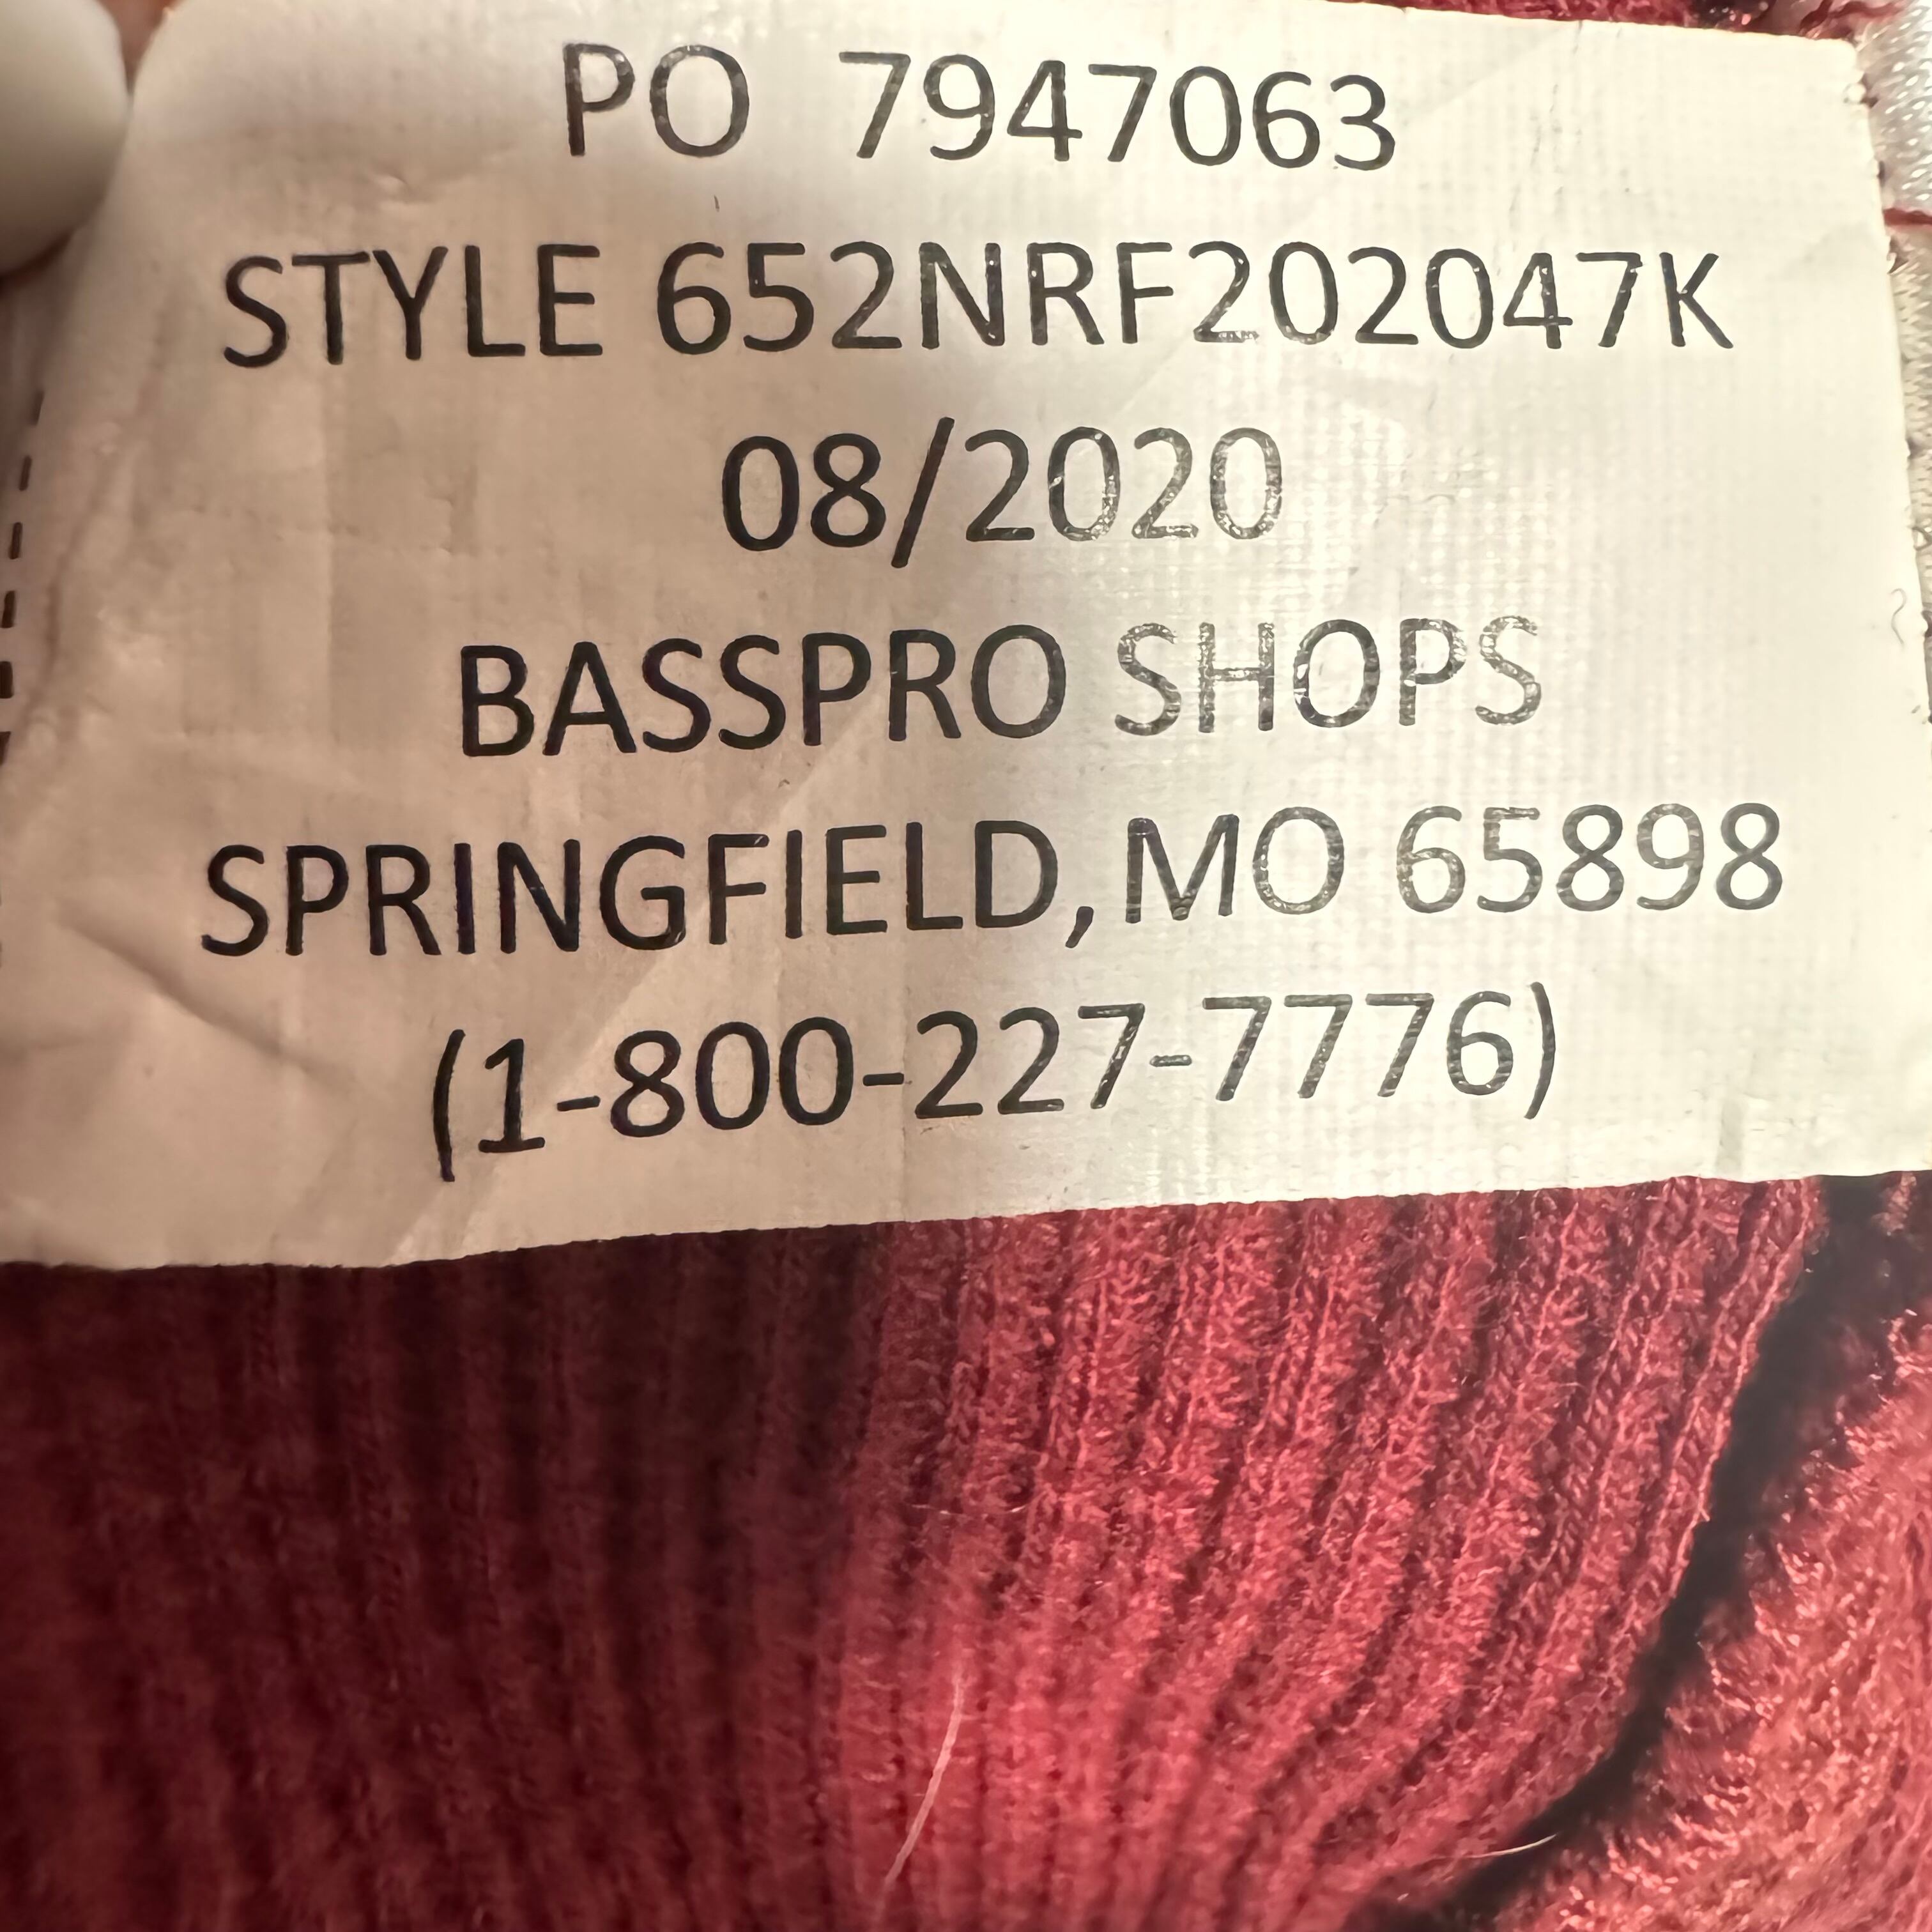 PO 7947063
STYLE 652NRF202047K
08/2020
BASSPRO SHOPS
SPRINGFIELD, MO 65898
(1-800-227-7776)